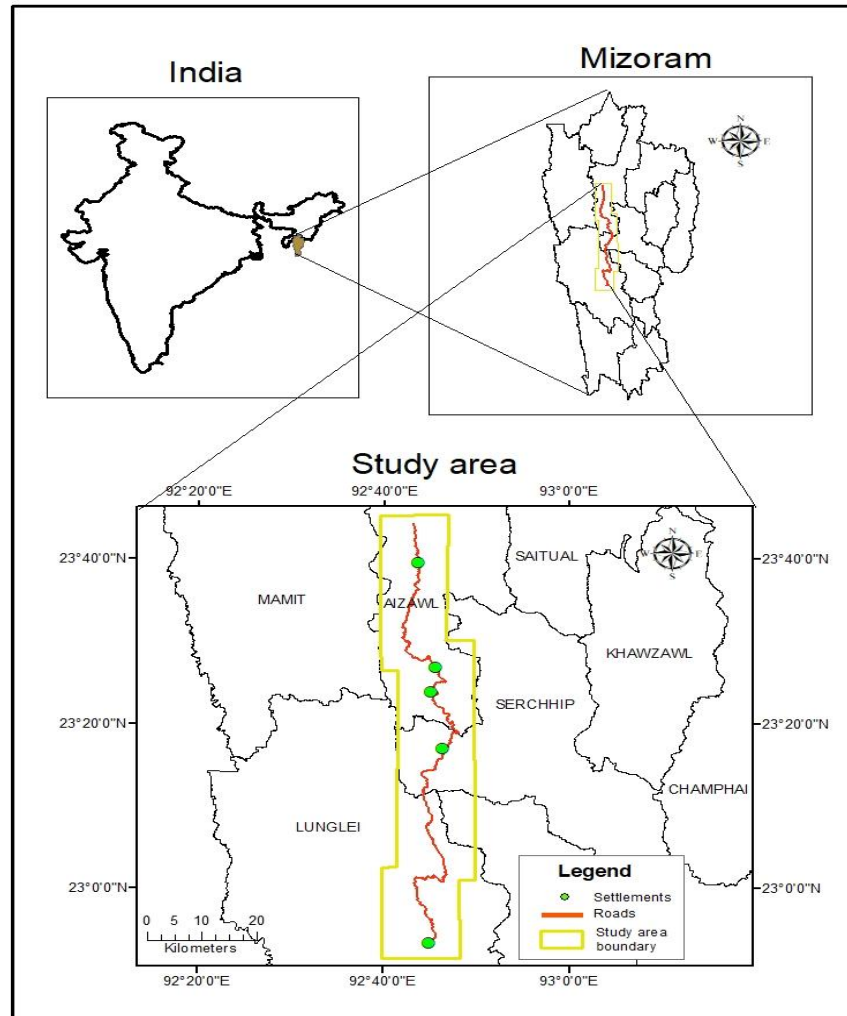 India
Mizoram
N
W E
S
Study area
92°20'0"E 92°40'0"E 93°0'0"E
N
W E
S
23°40'0"N 23°40'0"N
SAITUAL
MAMIT
AIZAWL
KHAWZAWL
SERCHHIP
23°20'0"N 23°20'0"N
CHAMPHAI
LUNGLEI
Legend
23°0'0"N 23°0'0"N
Settlements
Roads
Study area
boundary
0 5 10 20
Kilometers
92°20'0"E 92°40'0"E 93°0'0"E